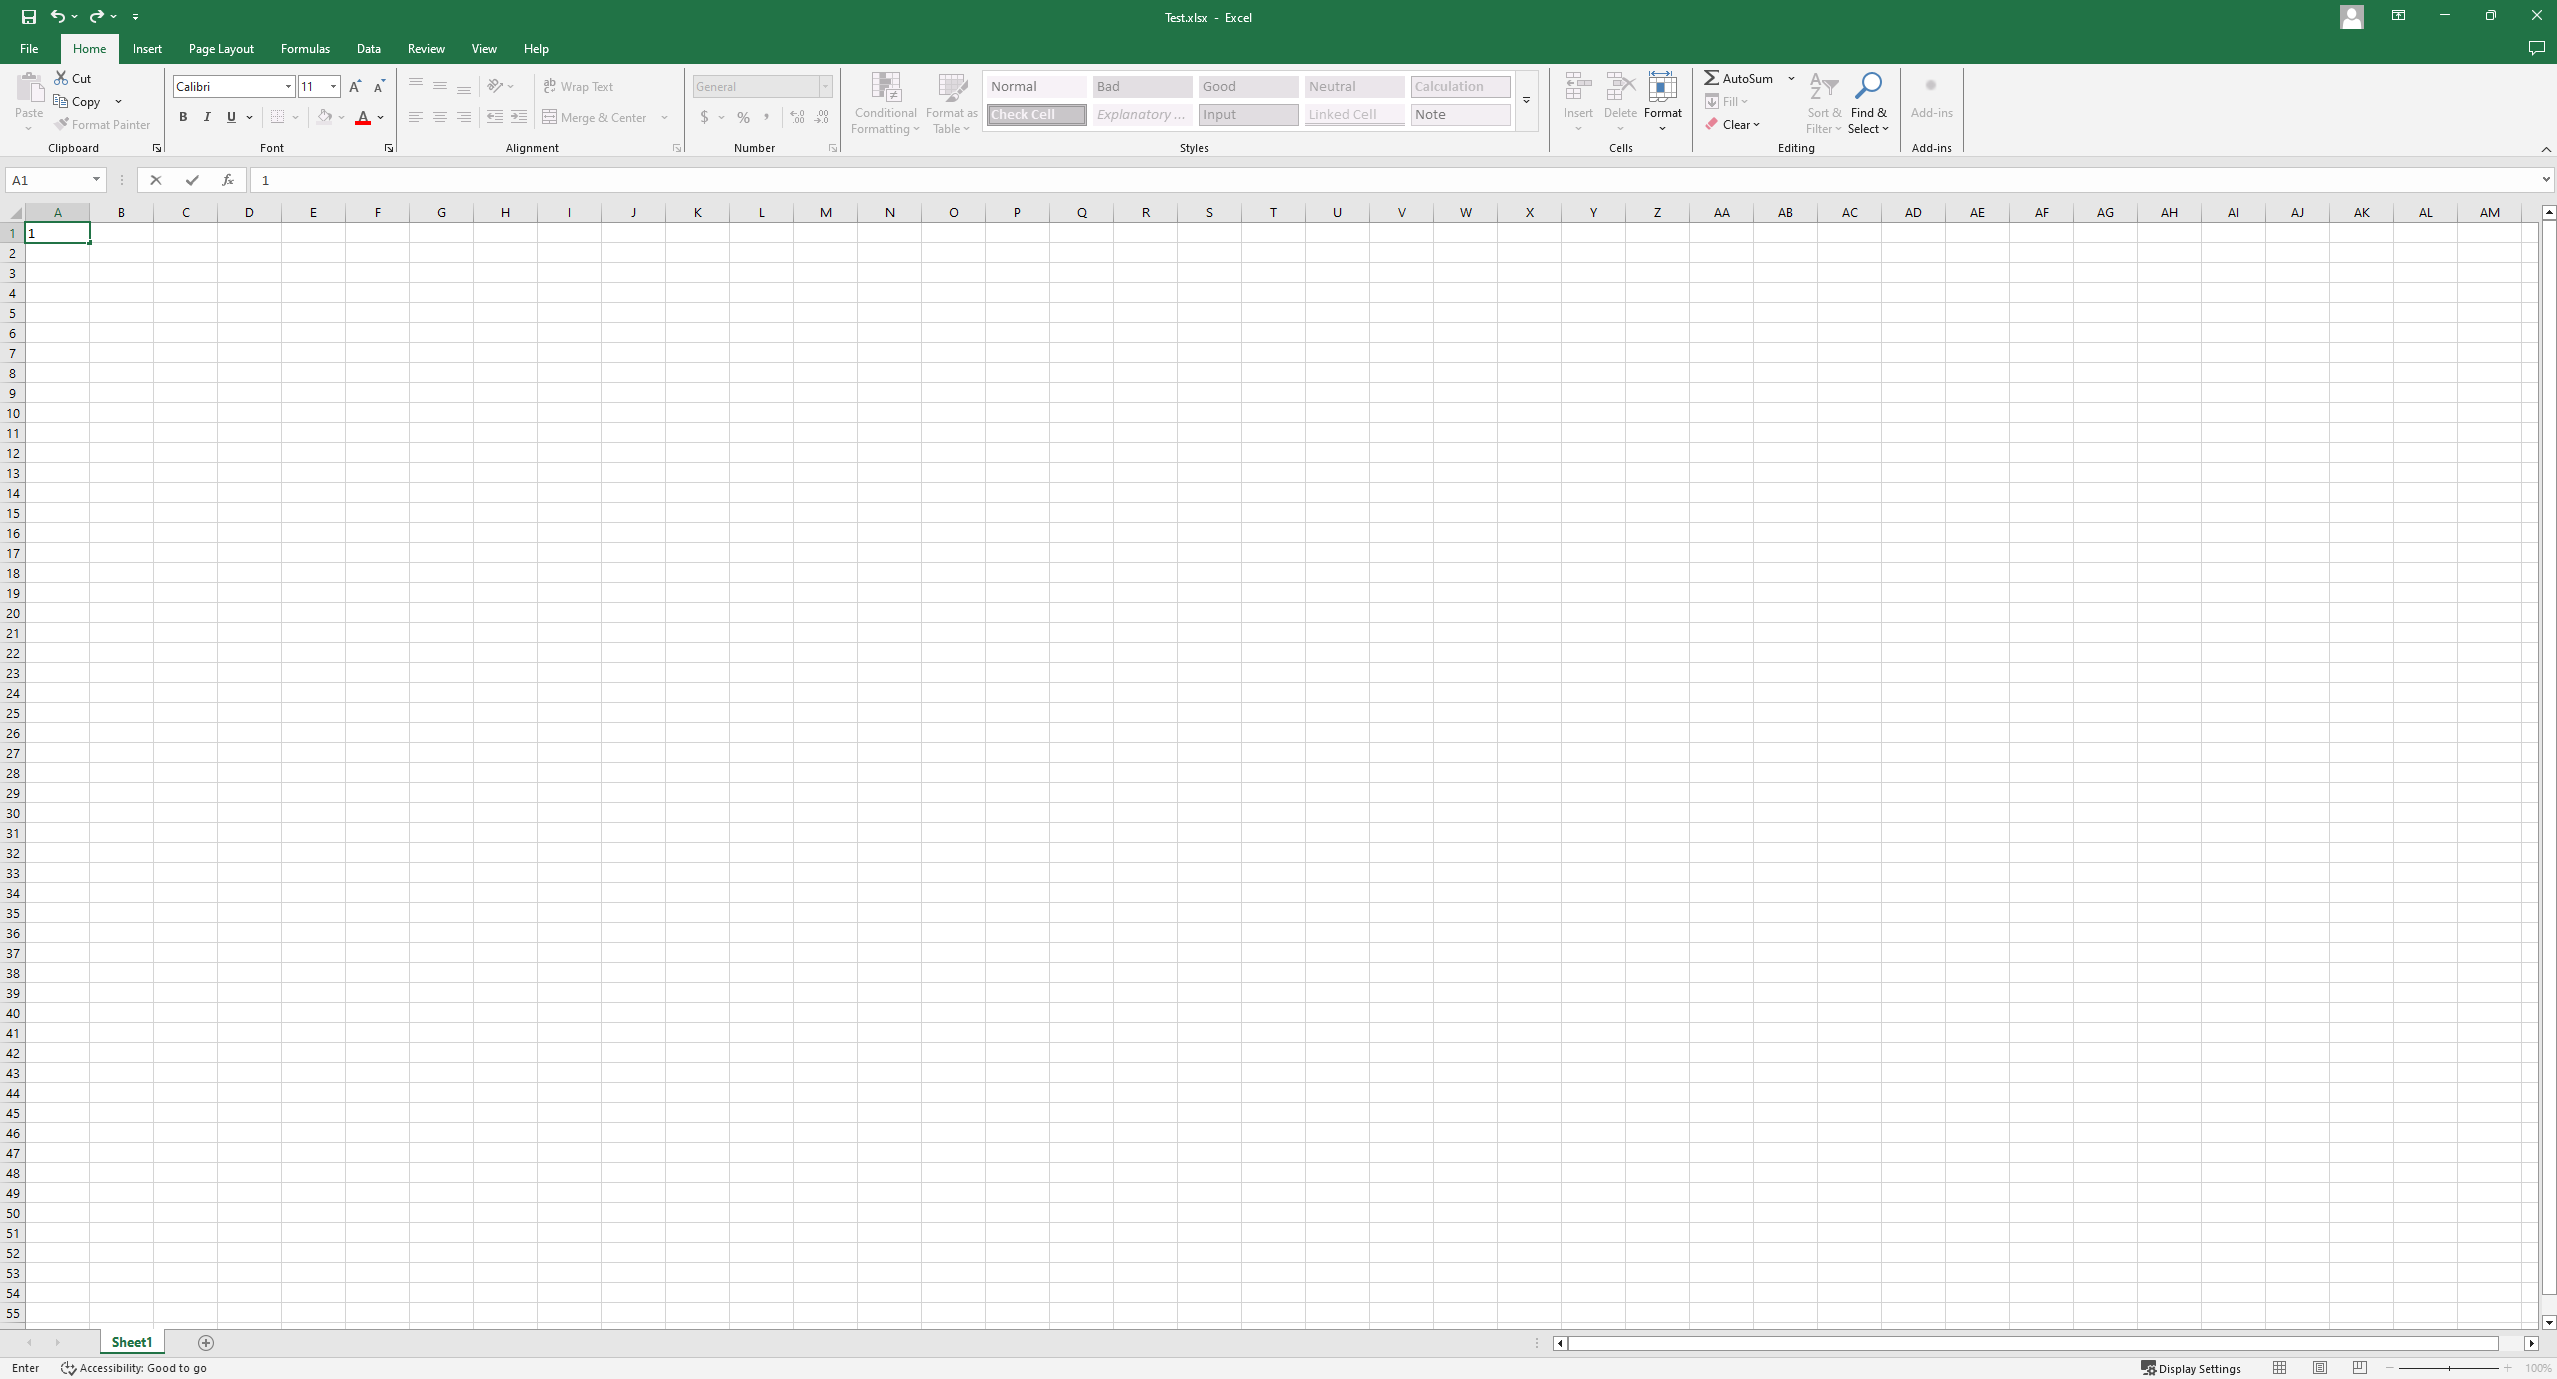 Test.xlsx - Excel
File Home Insert Page Layout Formulas Data Review View Help
Paste
Cut
Copy
Format Painter
Clipboard
Calibri 11
B I U
Font
Wrap Text
Merge & Center
Alignment
General
$ % ,
Number
Conditional Formatting
Format as Table
Normal Bad Good Neutral Calculation
Check Cell Explanatory ... Input Linked Cell Note
Styles
Insert Delete Format
Cells
AutoSum
Fill
Clear
Sort & Filter
Find & Select
Editing
Add-ins
Add-ins
A1 fx 1
A B C D E F G H I J K L M N O P Q R S T U V W X Y Z AA AB AC AD AE AF AG AH AI AJ AK AL AM
1 1
2
3
4
5
6
7
8
9
10
11
12
13
14
15
16
17
18
19
20
21
22
23
24
25
26
27
28
29
30
31
32
33
34
35
36
37
38
39
40
41
42
43
44
45
46
47
48
49
50
51
52
53
54
55
Sheet1
Enter Accessibility: Good to go Display Settings 100%